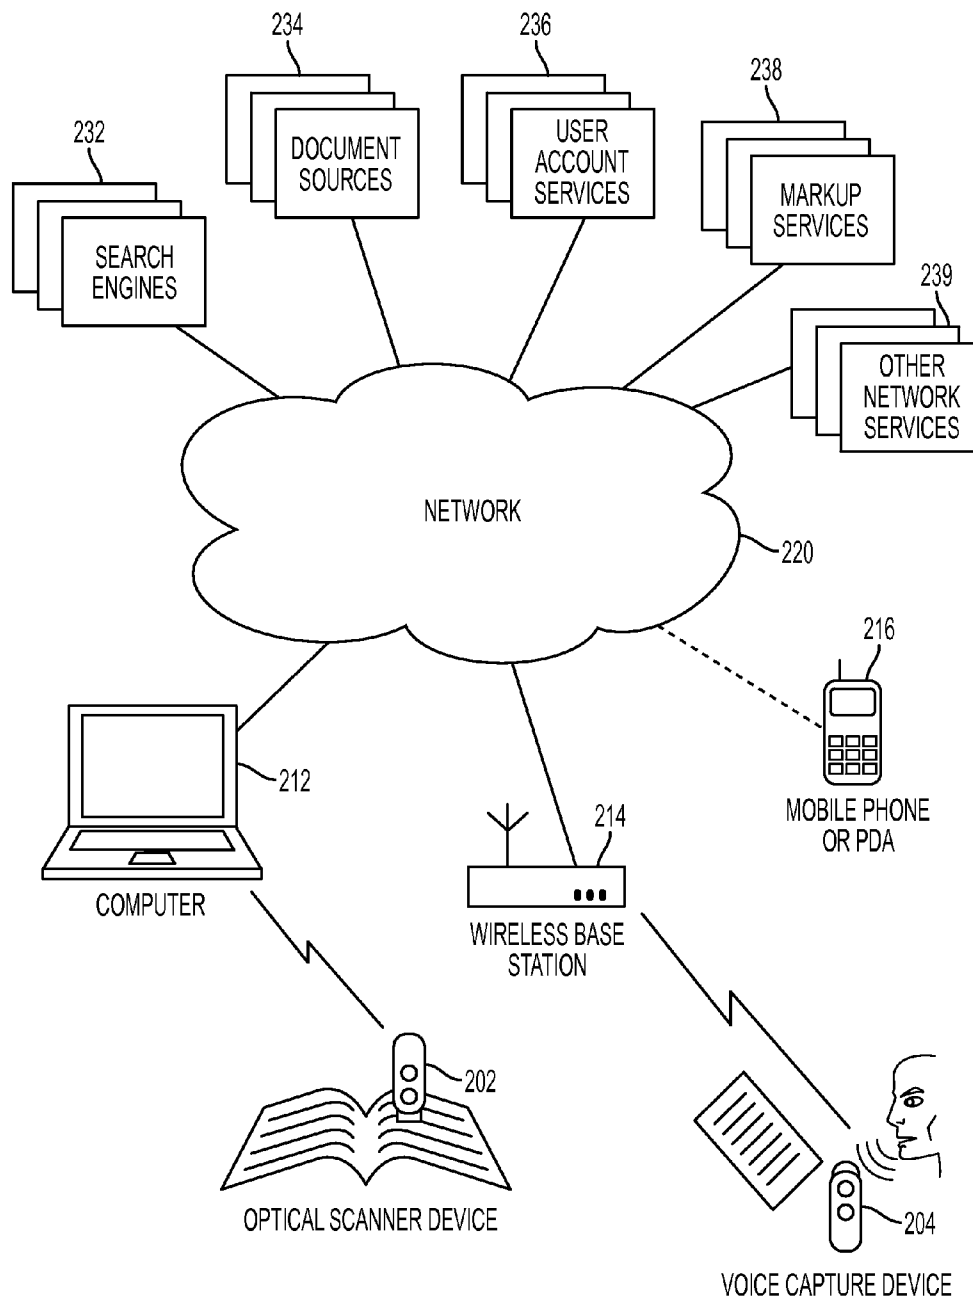 234
236
238
232
DOCUMENT
SOURCES
USER
ACCOUNT
SERVICES
MARKUP
SERVICES
SEARCH
ENGINES
239
OTHER
NETWORK
SERVICES
NETWORK
220
216
212
MOBILE PHONE
OR PDA
214
COMPUTER
WIRELESS BASE
STATION
202
OPTICAL SCANNER DEVICE
204
VOICE CAPTURE DEVICE